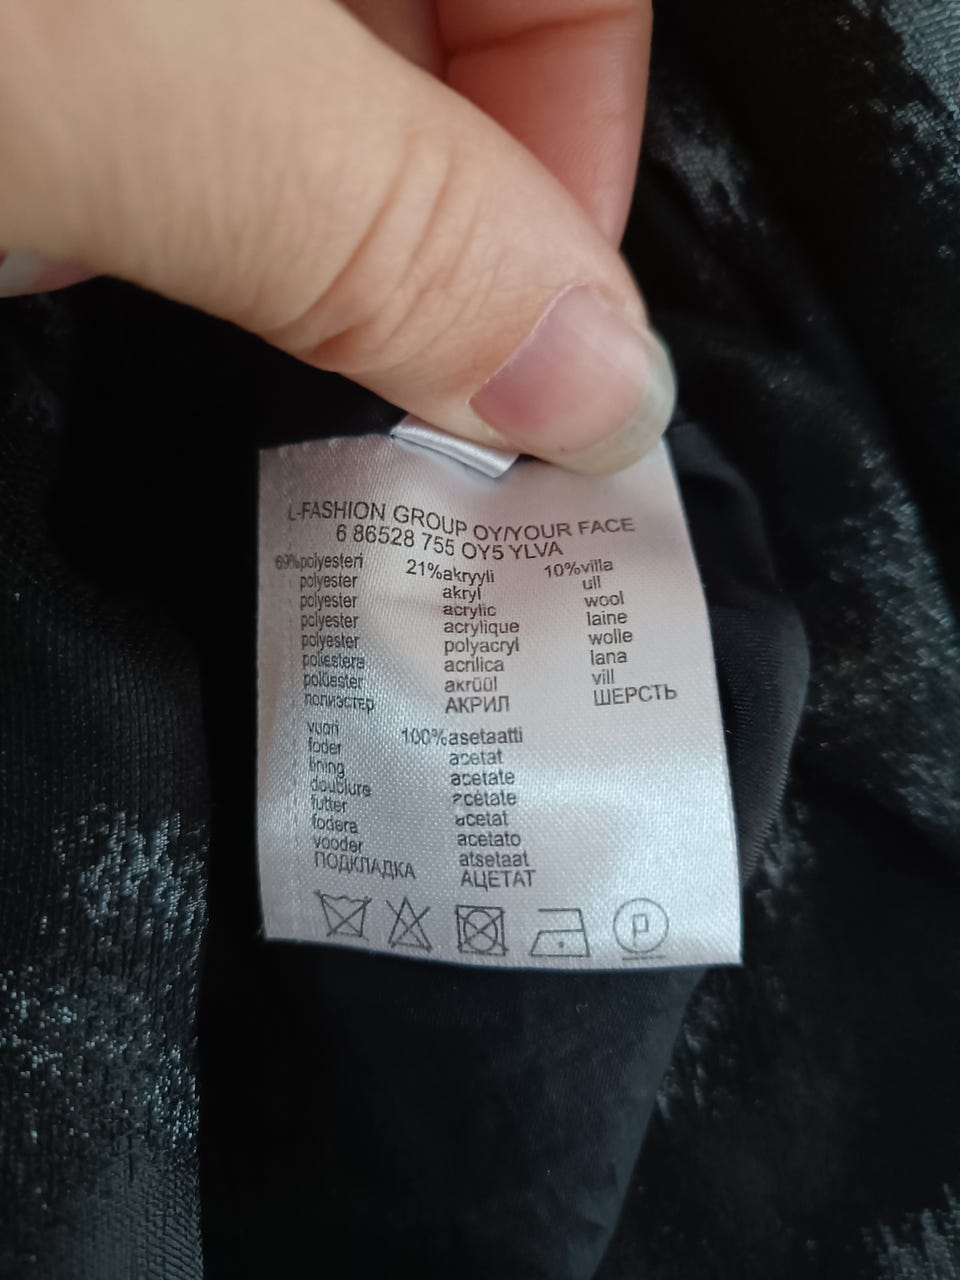 L-FASHION GROUP OY/YOUR FACE
6 86528 755 OY5 YLVA
69%polyesteri 21%akryyli 10%villa
polyester akryl ull
polyester acrylic wool
polyester acrylique laine
polyester polyacryl wolle
poliestere acrilica lana
polüester akrüül vill
полиэстер АКРИЛ ШЕРСТЬ
vuori 100%asetaatti
foder acetat
lining acetate
doublure acétate
futter acetat
fodera acetato
vooder atsetaat
ПОДКЛАДКА АЦЕТАТ
P